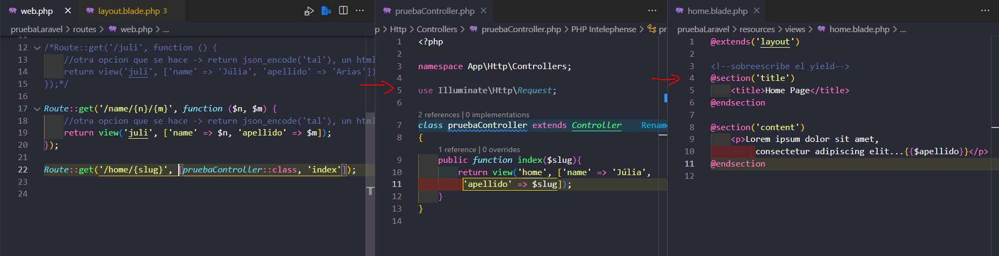 web.php
layout.blade.php 3
pruebaLaravel > routes > web.php > ...
11
12 /*Route::get('/juli', function () {
13 //otra opcion que se hace -> return json_encode('tal'), un html
14 return view('juli', ['name' => 'Júlia', 'apellido' => 'Arias'])
15 });*/
16
17 Route::get('/name/{n}/{m}', function ($n, $m) {
18 //otra opcion que se hace -> return json_encode('tal'), un html
19 return view('juli', ['name' => $n, 'apellido' => $m]);
20 });
21
22 Route::get('/home/{slug}', [pruebaController::class, 'index']);
23
24
pruebaController.php
p > Http > Controllers > pruebaController.php > PHP Intelephense > pr
1 <?php
2
3 namespace App\Http\Controllers;
4
5 use Illuminate\Http\Request;
6
2 references | 0 implementations
7 class pruebaController extends Controller Rename
8 {
1 reference | 0 overrides
9 public function index($slug){
10 return view('home', ['name' => 'Júlia',
11 'apellido' => $slug]);
12 }
13 }
14
home.blade.php
pruebaLaravel > resources > views > home.blade.php > ...
1 @extends('layout')
2
3 <!--sobreescribe el yield-->
4 @section('title')
5 <title>Home Page</title>
6 @endsection
7
8 @section('content')
9 <p>Lorem ipsum dolor sit amet,
10 consectetur adipiscing elit...{{$apellido}}</p>
11 @endsection
12